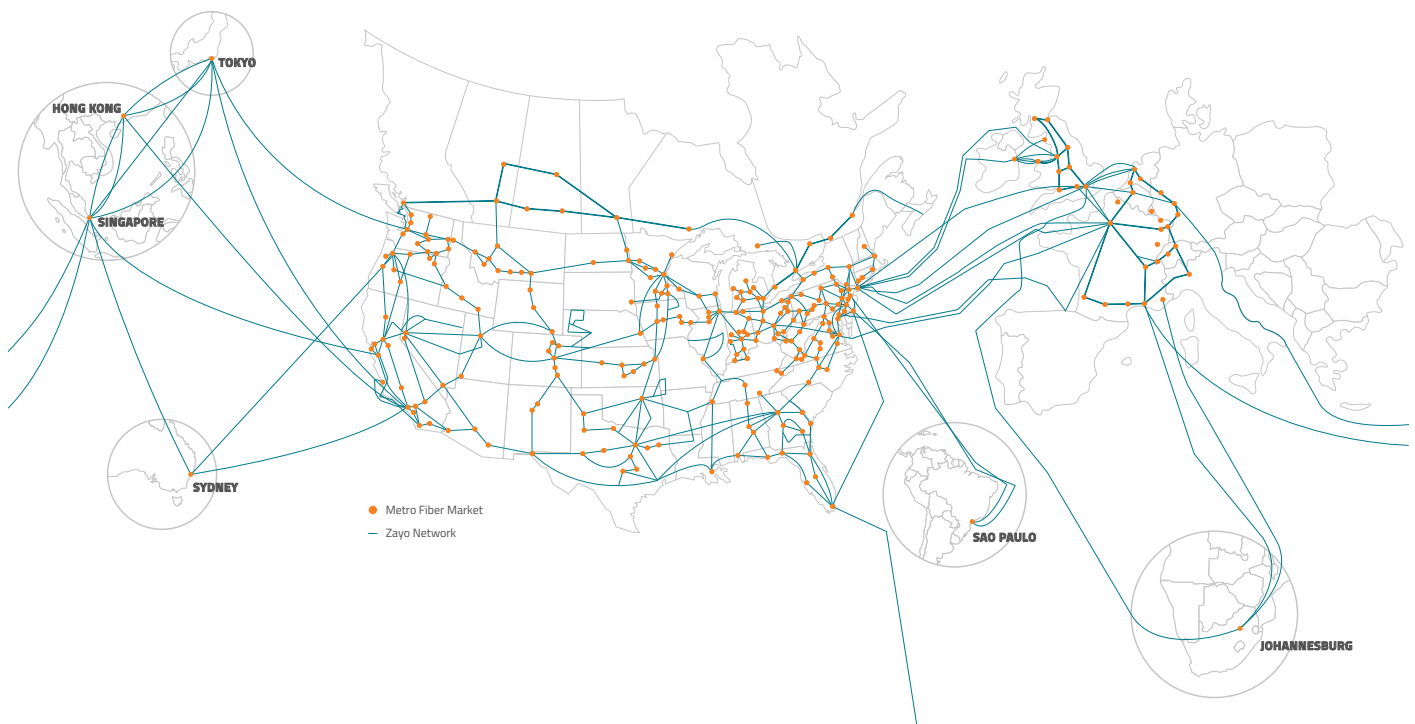 TOKYO
HONG KONG
SINGAPORE
SYDNEY
Metro Fiber Market
Zayo Network
SAO PAULO
JOHANNESBURG